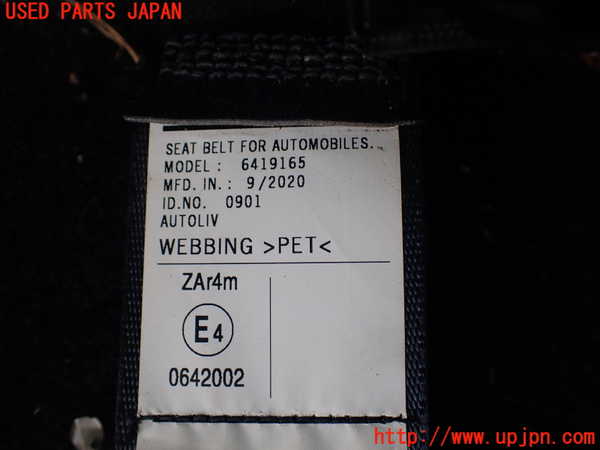 USED PARTS JAPAN
SEAT BELT FOR AUTOMOBILES..
MODEL: 6419165
MFD. IN.: 9/2020
ID.NO. 0901
AUTOLIV
WEBBING >PET<
ZAr4m
E4
0642002
http://www.upjpn.com/